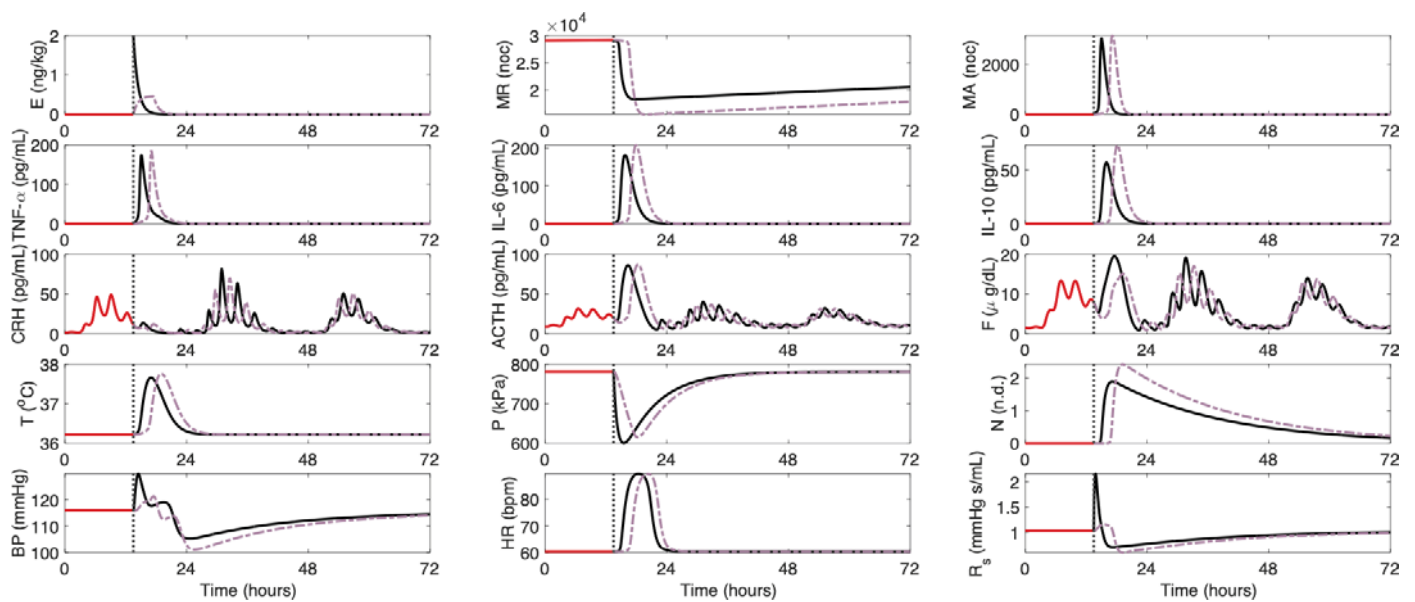 E (ng/kg)
2
1
0
0 24 48 72
× 10⁴
MR (noc)
3
2.5
2
0 24 48 72
MA (noc)
2000
0
0 24 48 72
TNF-α (pg/mL)
200
100
0
0 24 48 72
IL-6 (pg/mL)
200
100
0
0 24 48 72
IL-10 (pg/mL)
50
0
0 24 48 72
CRH (pg/mL)
100
50
0
0 24 48 72
ACTH (pg/mL)
100
50
0
0 24 48 72
F (μ g/dL)
20
10
0
0 24 48 72
T (°C)
38
37
36
0 24 48 72
P (kPa)
800
700
600
0 24 48 72
N (n.d.)
2
1
0
0 24 48 72
BP (mmHg)
120
110
100
0 24 48 72
Time (hours)
HR (bpm)
80
70
60
0 24 48 72
Time (hours)
Rs (mmHg s/mL)
2
1.5
1
0 24 48 72
Time (hours)